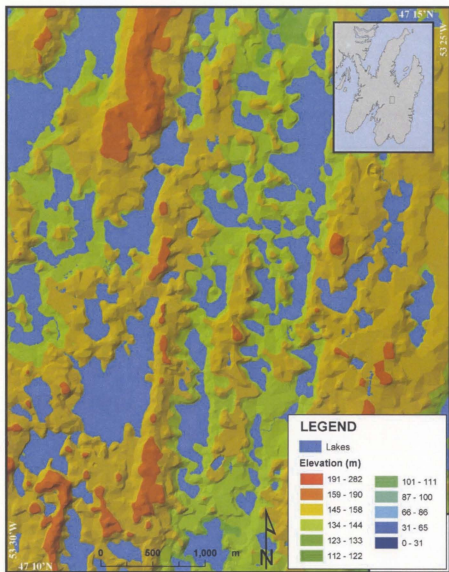 47 15'N
53 25'W
LEGEND
Lakes
Elevation (m)
191 - 282
159 - 190
145 - 158
134 - 144
123 - 133
112 - 122
101 - 111
87 - 100
66 - 86
31 - 65
0 - 31
53 30'W
47 10'N
0 500 1,000 m
N